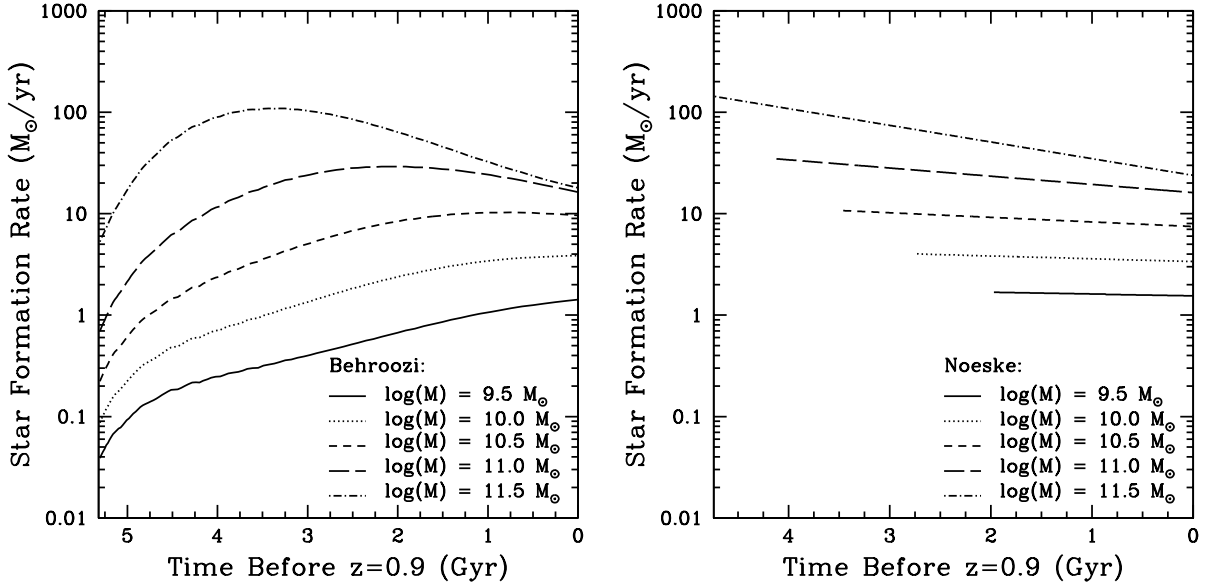 Star Formation Rate (M⊙/yr)
1000
100
10
1
0.1
0.01
Behroozi:
log(M) = 9.5 M⊙
log(M) = 10.0 M⊙
log(M) = 10.5 M⊙
log(M) = 11.0 M⊙
log(M) = 11.5 M⊙
5 4 3 2 1 0
Time Before z=0.9 (Gyr)
Star Formation Rate (M⊙/yr)
1000
100
10
1
0.1
0.01
Noeske:
log(M) = 9.5 M⊙
log(M) = 10.0 M⊙
log(M) = 10.5 M⊙
log(M) = 11.0 M⊙
log(M) = 11.5 M⊙
4 3 2 1 0
Time Before z=0.9 (Gyr)